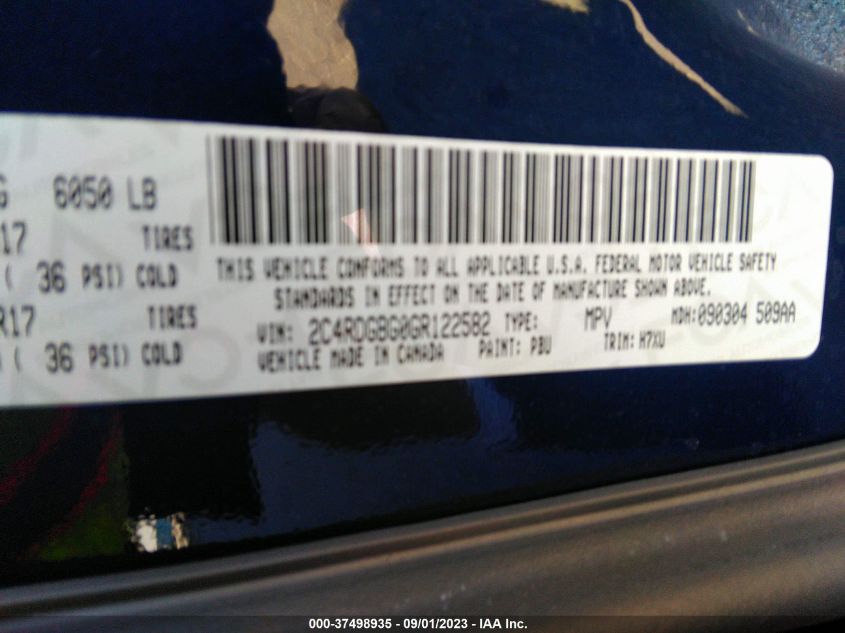 G 6050 LB
17 TIRES
( 36 PSI) COLD
R17 TIRES
( 36 PSI) COLD
THIS VEHICLE CONFORMS TO ALL APPLICABLE U.S.A. FEDERAL MOTOR VEHICLE SAFETY
STANDARDS IN EFFECT ON THE DATE OF MANUFACTURE SHOWN ABOVE.
VIN: 2C4RDGBG0GR122582 TYPE: MPV MDH:090304 509AA
VEHICLE MADE IN CANADA PAINT: PBU TRIM: H7XU
000-37498935 - 09/01/2023 - IAA Inc.